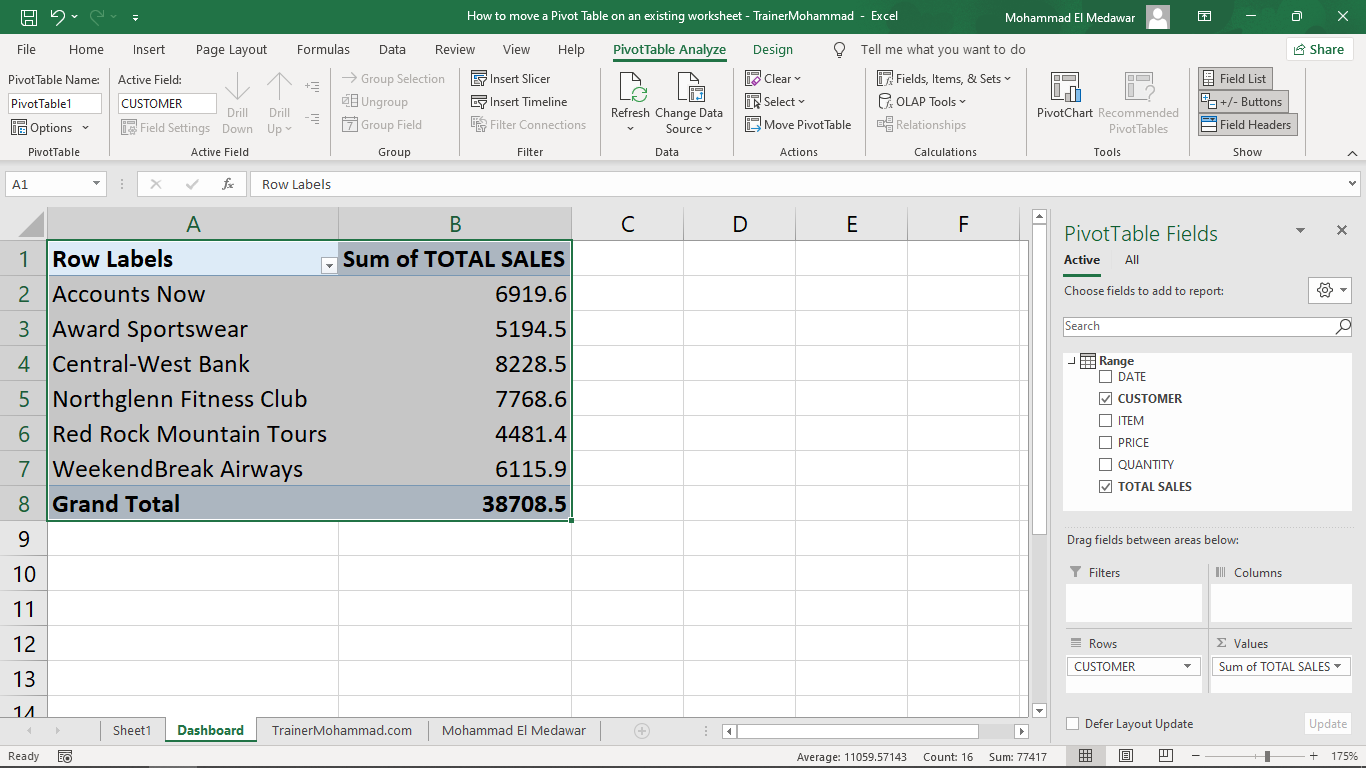 How to move a Pivot Table on an existing worksheet - TrainerMohammad - Excel
Mohammad El Medawar
File Home Insert Page Layout Formulas Data Review View Help PivotTable Analyze Design Tell me what you want to do Share
PivotTable Name:
PivotTable1
Options
PivotTable
Active Field:
CUSTOMER
Field Settings
Drill Down
Drill Up
Active Field
Group Selection
Ungroup
Group Field
Group
Insert Slicer
Insert Timeline
Filter Connections
Filter
Refresh
Change Data Source
Data
Clear
Select
Move PivotTable
Actions
Fields, Items, & Sets
OLAP Tools
Relationships
Calculations
PivotChart
Recommended PivotTables
Tools
Field List
+/- Buttons
Field Headers
Show
A1
fx
Row Labels
A B C D E F
1 Row Labels Sum of TOTAL SALES
2 Accounts Now 6919.6
3 Award Sportswear 5194.5
4 Central-West Bank 8228.5
5 Northglenn Fitness Club 7768.6
6 Red Rock Mountain Tours 4481.4
7 WeekendBreak Airways 6115.9
8 Grand Total 38708.5
9
10
11
12
13
14
PivotTable Fields
Active All
Choose fields to add to report:
Search
Range
DATE
CUSTOMER
ITEM
PRICE
QUANTITY
TOTAL SALES
Drag fields between areas below:
Filters
Columns
Rows
CUSTOMER
Σ Values
Sum of TOTAL SALES
Defer Layout Update
Update
Sheet1 Dashboard TrainerMohammad.com Mohammad El Medawar
Ready
Average: 11059.57143 Count: 16 Sum: 77417
175%